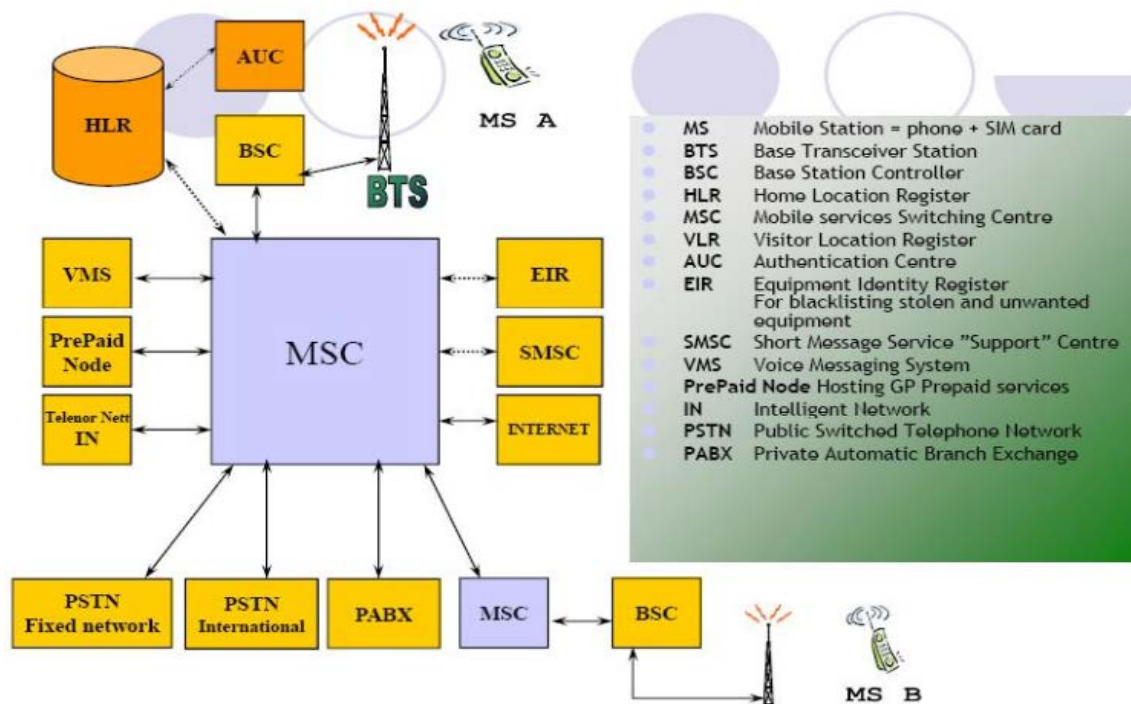 AUC
HLR
BSC
MS A
BTS
VMS
EIR
PrePaid
Node
MSC
SMSC
Telenor Nett
IN
INTERNET
PSTN
Fixed network
PSTN
International
PABX
MSC
BSC
MS B
MS Mobile Station = phone + SIM card
BTS Base Transceiver Station
BSC Base Station Controller
HLR Home Location Register
MSC Mobile services Switching Centre
VLR Visitor Location Register
AUC Authentication Centre
EIR Equipment Identity Register
For blacklisting stolen and unwanted
equipment
SMSC Short Message Service "Support" Centre
VMS Voice Messaging System
PrePaid Node Hosting GP Prepaid services
IN Intelligent Network
PSTN Public Switched Telephone Network
PABX Private Automatic Branch Exchange